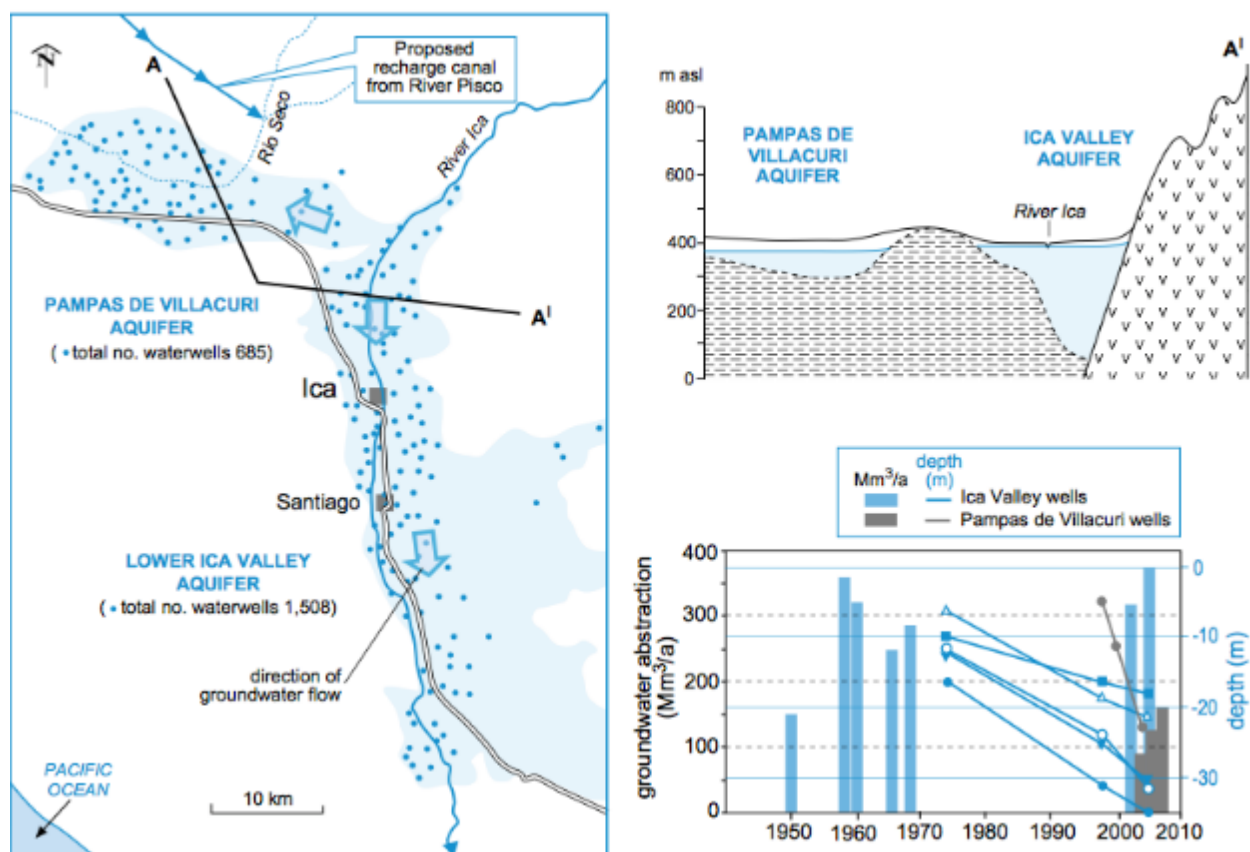 N
A
Proposed
recharge canal
from River Pisco
Rio Seco
River Ica
PAMPAS DE VILLACURI
AQUIFER
( • total no. waterwells 685)
A'
Ica
Santiago
LOWER ICA VALLEY
AQUIFER
( • total no. waterwells 1,508)
direction of
groundwater flow
PACIFIC
OCEAN
10 km
A'
m asl
800
600
400
200
0
PAMPAS DE
VILLACURI
AQUIFER
ICA VALLEY
AQUIFER
River Ica
Mm³/a
depth
(m)
Ica Valley wells
Pampas de Villacuri wells
groundwater abstraction
(Mm³/a)
400
300
200
100
0
0
-10
-20
-30
depth (m)
1950
1960
1970
1980
1990
2000
2010